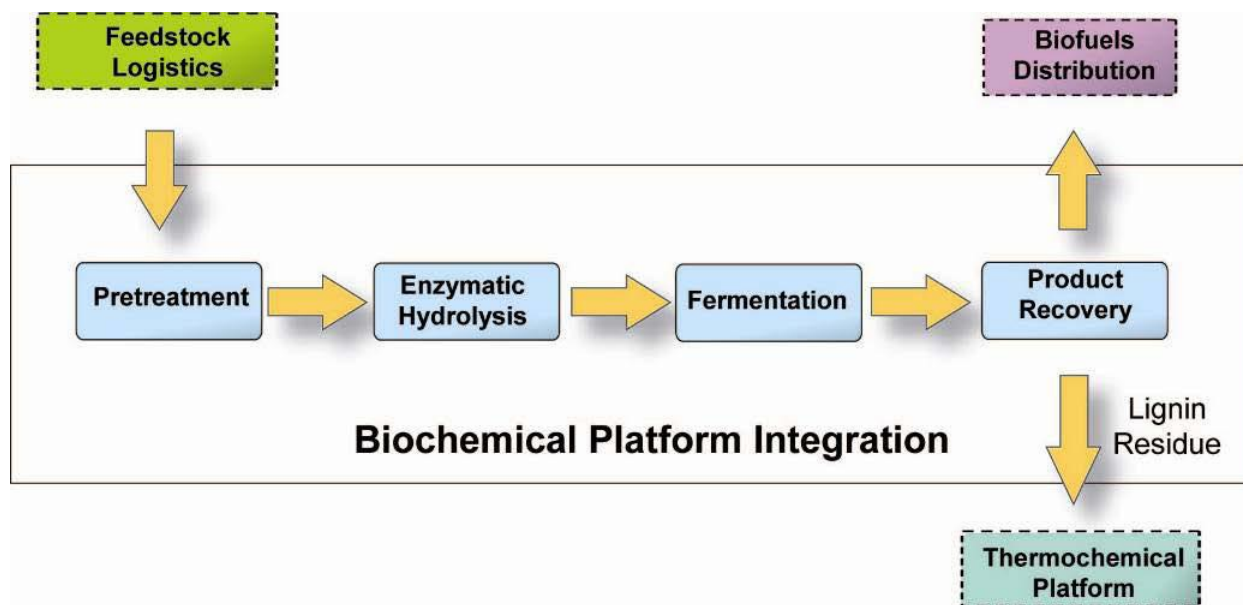 Feedstock
Logistics
Biofuels
Distribution
Pretreatment
Enzymatic
Hydrolysis
Fermentation
Product
Recovery
Biochemical Platform Integration
Lignin
Residue
Thermochemical
Platform